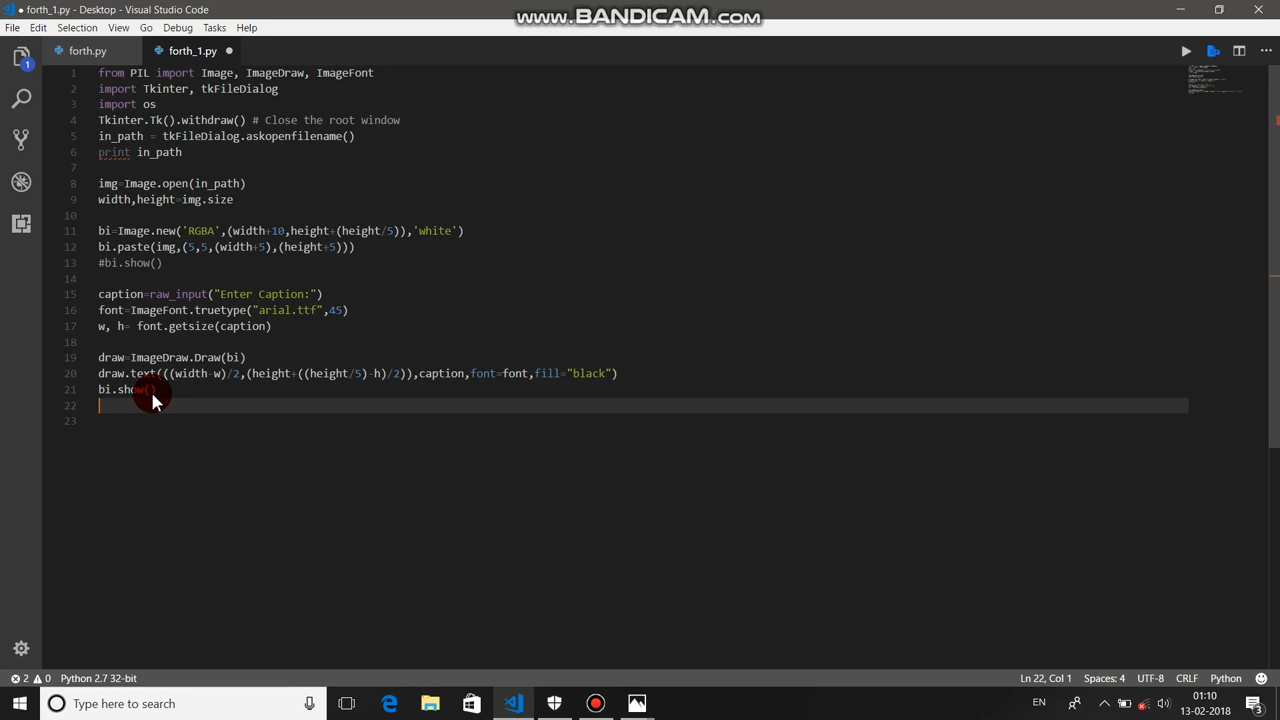 forth_1.py - Desktop - Visual Studio Code
www.BANDICAM.com
File Edit Selection View Go Debug Tasks Help
forth.py forth_1.py
1 from PIL import Image, ImageDraw, ImageFont
2 import Tkinter, tkFileDialog
3 import os
4 Tkinter.Tk().withdraw() # Close the root window
5 in_path = tkFileDialog.askopenfilename()
6 print in_path
7
8 img=Image.open(in_path)
9 width,height=img.size
10
11 bi=Image.new('RGBA',(width+10,height+(height/5)),'white')
12 bi.paste(img,(5,5,(width+5),(height+5)))
13 #bi.show()
14
15 caption=raw_input("Enter Caption:")
16 font=ImageFont.truetype("arial.ttf",45)
17 w, h= font.getsize(caption)
18
19 draw=ImageDraw.Draw(bi)
20 draw.text(((width-w)/2,(height+((height/5)-h)/2)),caption,font=font,fill="black")
21 bi.show()
22
23
1
2 0 Python 2.7 32-bit Ln 22, Col 1 Spaces: 4 UTF-8 CRLF Python
Type here to search EN 01:10
13-02-2018 3